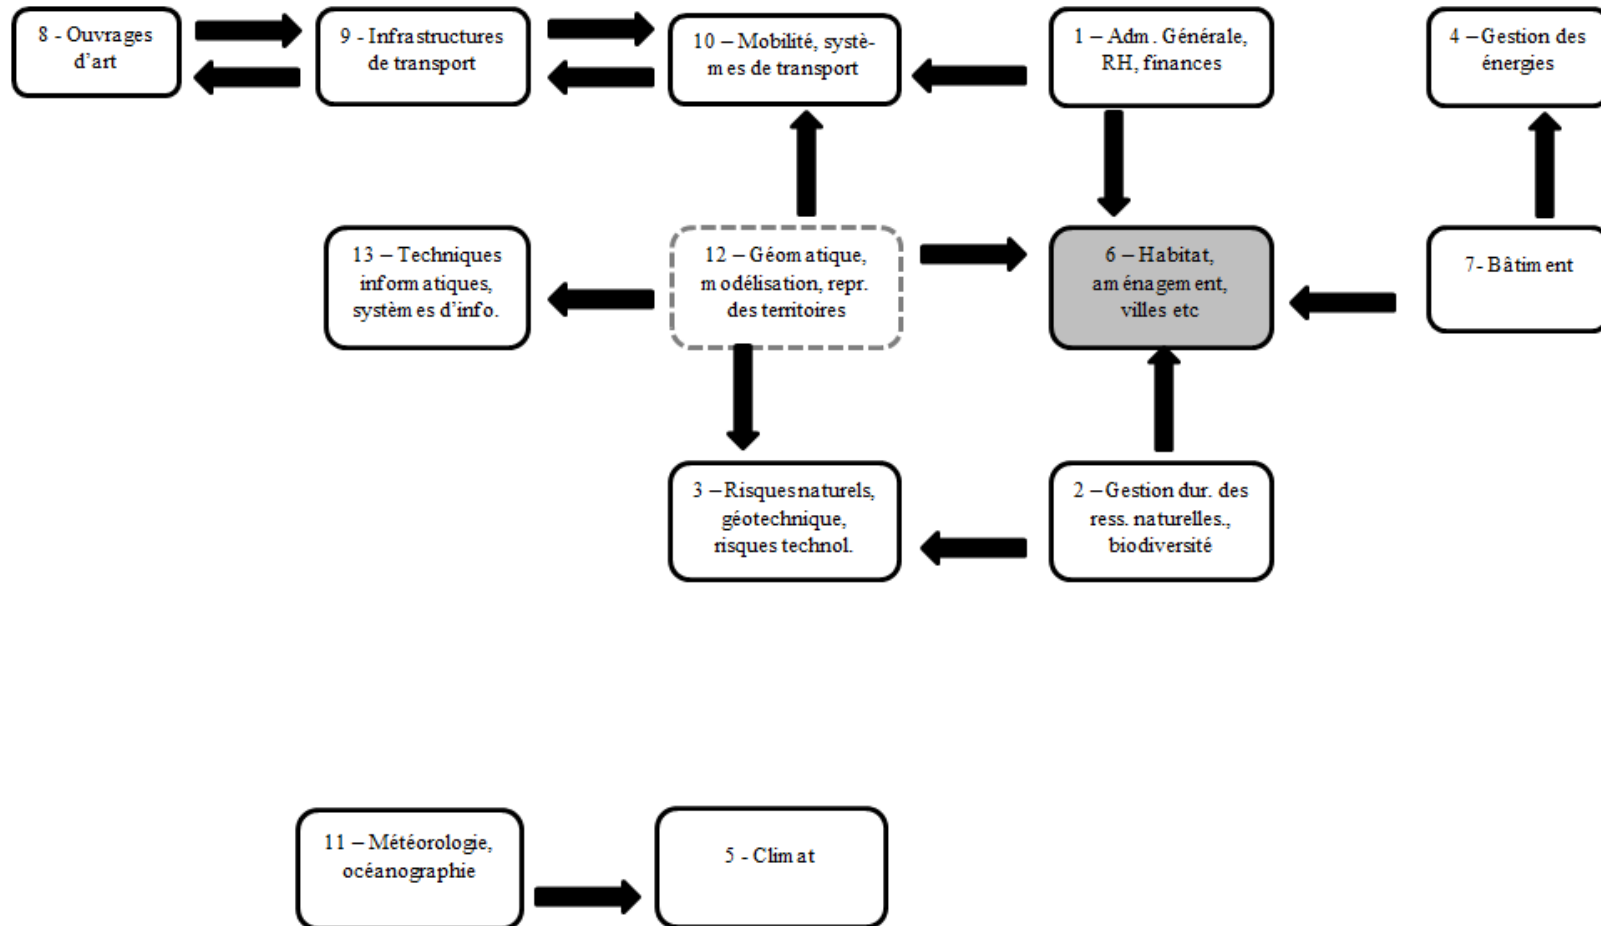 8 - Ouvrages
d’art
9 - Infrastructures
de transport
10 – Mobilité, systè-
mes de transport
1 – Adm. Générale,
RH, finances
4 – Gestion des
énergies
13 – Techniques
informatiques,
systèmes d’info.
12 – Géomatique,
modélisation, repr.
des territoires
6 – Habitat,
aménagement,
villes etc
7- Bâtiment
3 – Risques naturels,
géotechnique,
risques technol.
2 – Gestion dur. des
ress. naturelles.,
biodiversité
11 – Météorologie,
océanographie
5 - Climat